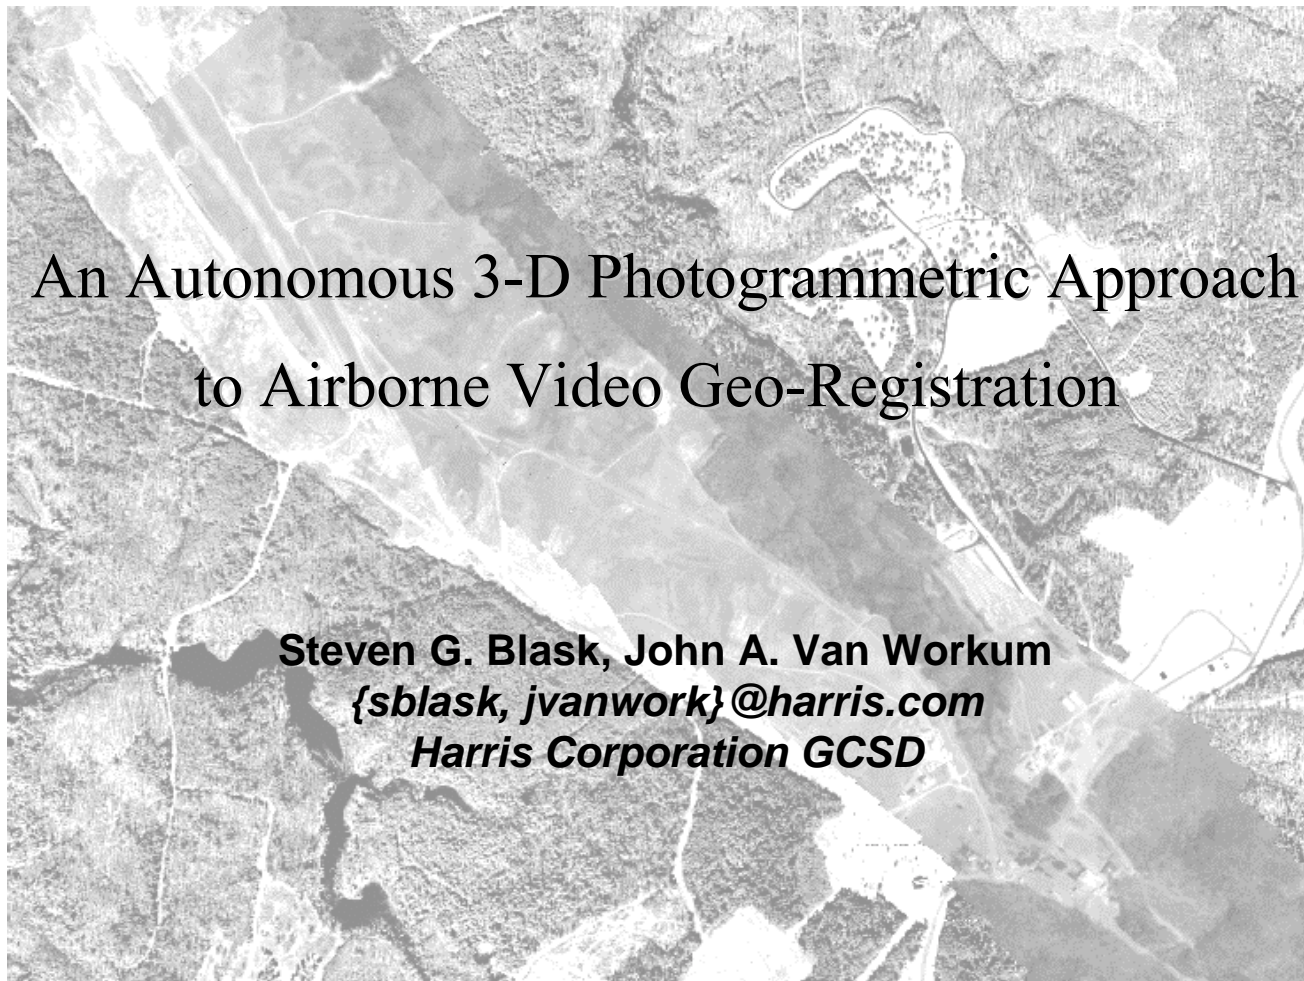 An Autonomous 3-D Photogrammetric Approach
to Airborne Video Geo-Registration
Steven G. Blask, John A. Van Workum
{sblask, jvanwork}@harris.com
Harris Corporation GCSD